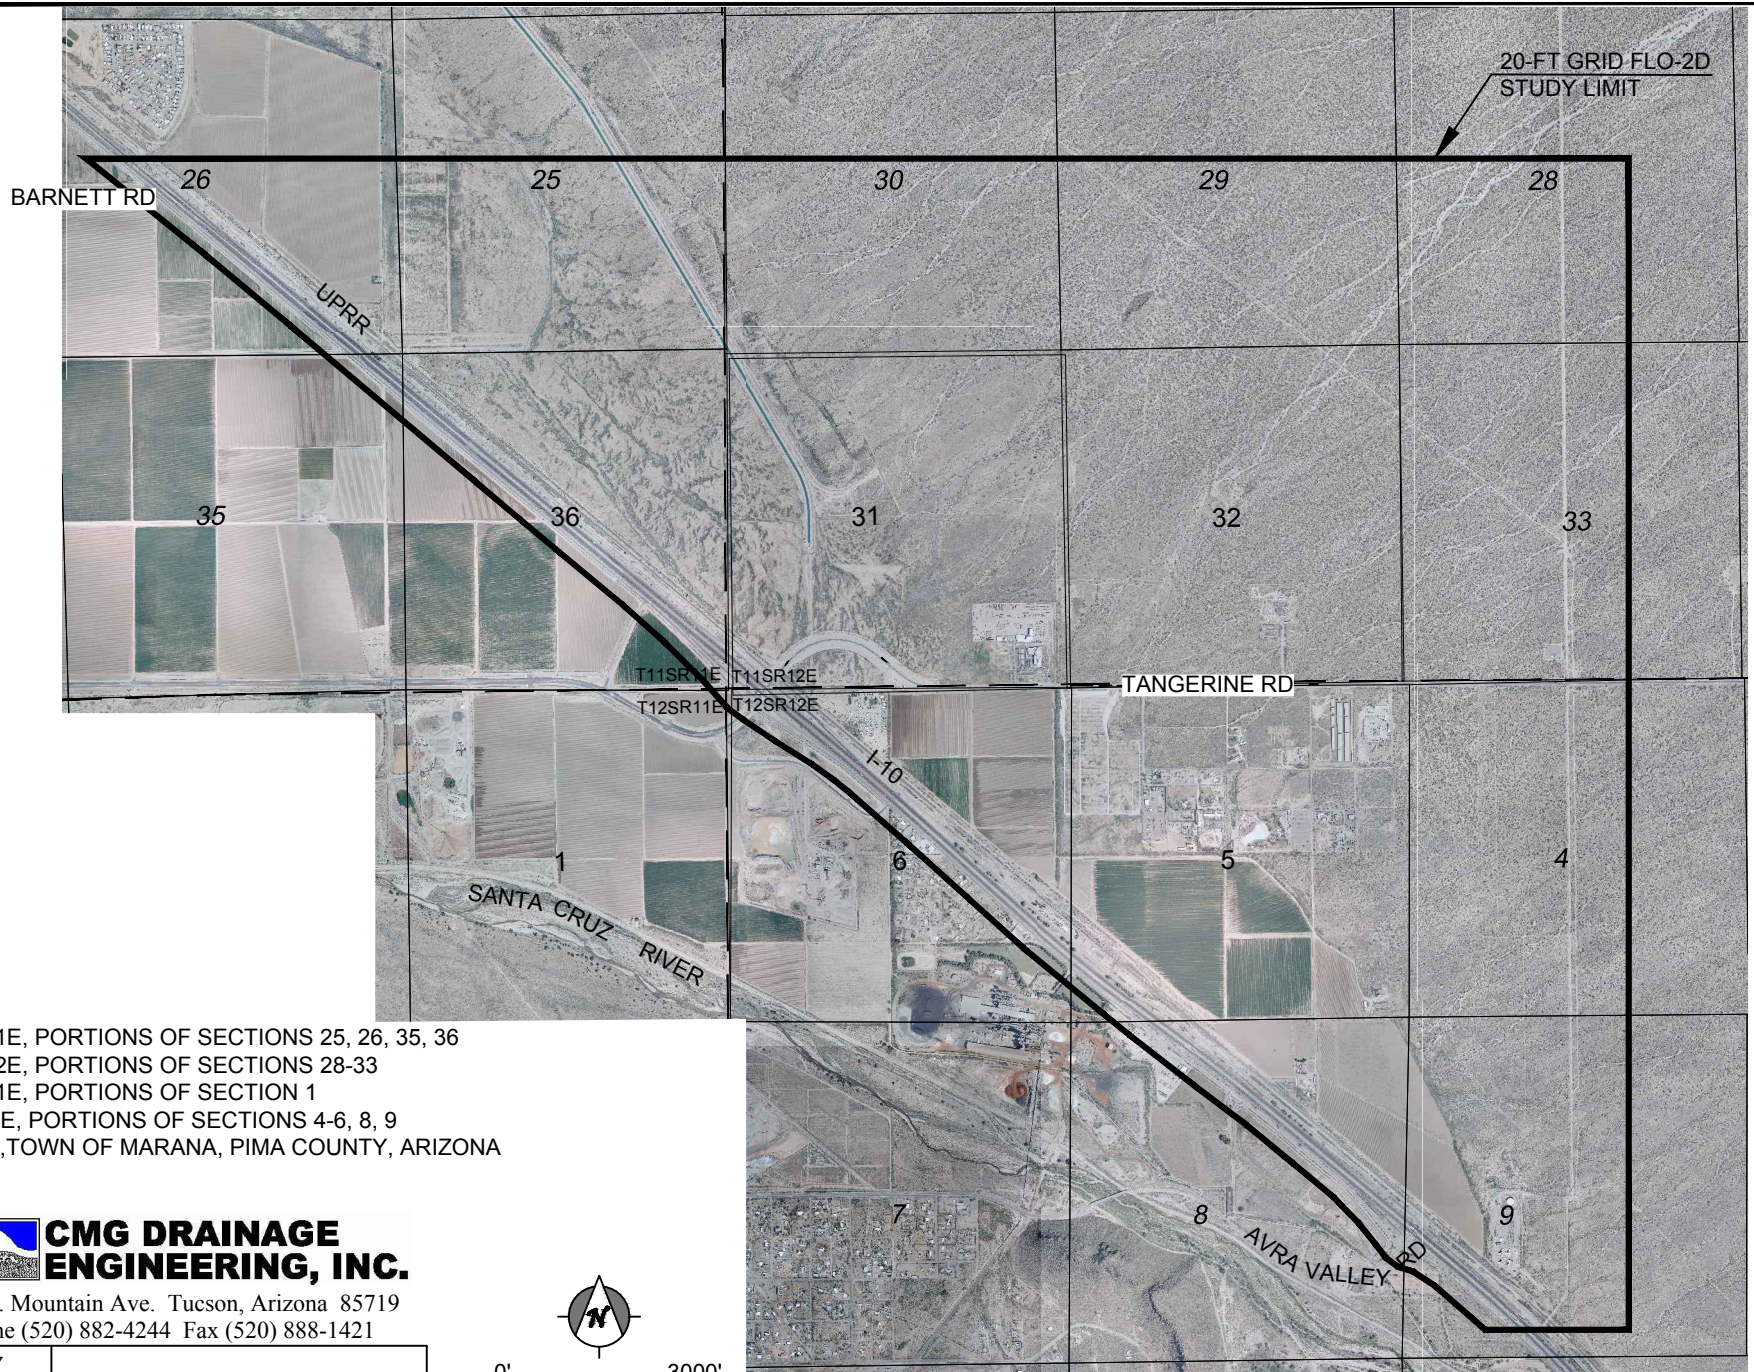 20-FT GRID FLO-2D
STUDY LIMIT
26
25
30
29
28
BARNETT RD
UPRR
35
36
31
32
33
T11SR11E
T11SR12E
TANGERINE RD
T12SR11E
T12SR12E
I-10
1
6
5
4
SANTA CRUZ RIVER
1E, PORTIONS OF SECTIONS 25, 26, 35, 36
2E, PORTIONS OF SECTIONS 28-33
1E, PORTIONS OF SECTION 1
E, PORTIONS OF SECTIONS 4-6, 8, 9
,TOWN OF MARANA, PIMA COUNTY, ARIZONA
7
8
9
AVRA VALLEY RD
CMG DRAINAGE
ENGINEERING, INC.
. Mountain Ave. Tucson, Arizona 85719
ne (520) 882-4244 Fax (520) 888-1421
N
0' 3000'